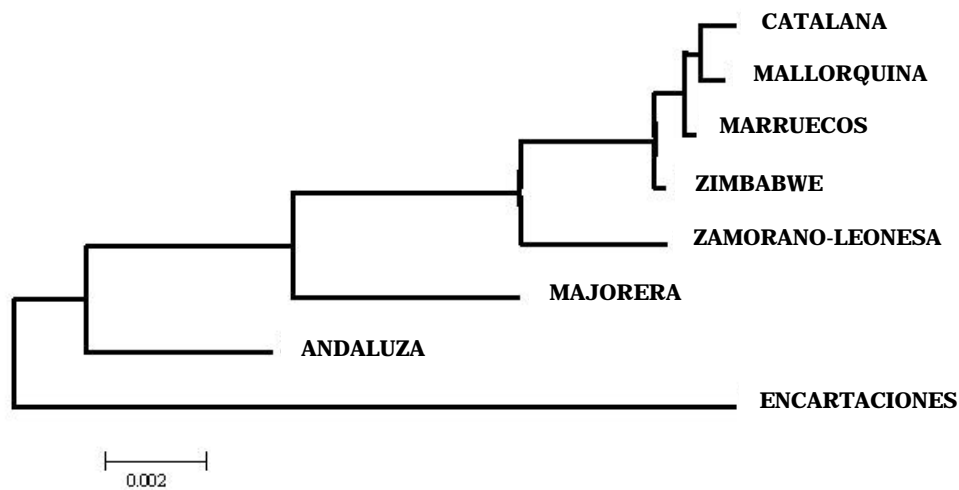 CATALANA
MALLORQUINA
MARRUECOS
ZIMBABWE
ZAMORANO-LEONESA
MAJORERA
ANDALUZA
ENCARTACIONES
0.002